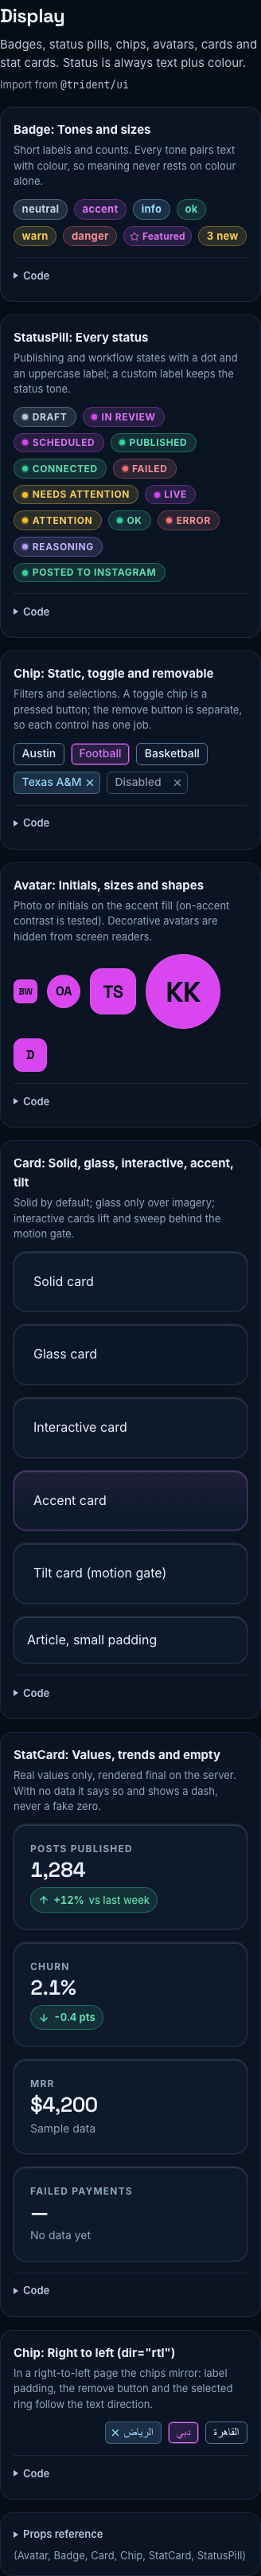 Display
Badges, status pills, chips, avatars, cards and
stat cards. Status is always text plus colour.
Import from @trident/ui
Badge: Tones and sizes
Short labels and counts. Every tone pairs text
with colour, so meaning never rests on colour
alone.
neutral accent info ok
warn danger Featured 3 new
Code
StatusPill: Every status
Publishing and workflow states with a dot and
an uppercase label; a custom label keeps the
status tone.
DRAFT IN REVIEW
SCHEDULED PUBLISHED
CONNECTED FAILED
NEEDS ATTENTION LIVE
ATTENTION OK ERROR
REASONING
POSTED TO INSTAGRAM
Code
Chip: Static, toggle and removable
Filters and selections. A toggle chip is a
pressed button; the remove button is separate,
so each control has one job.
Austin Football Basketball
Texas A&M Disabled
Code
Avatar: Initials, sizes and shapes
Photo or initials on the accent fill (on-accent
contrast is tested). Decorative avatars are
hidden from screen readers.
BW OA TS KK
D
Code
Card: Solid, glass, interactive, accent,
tilt
Solid by default; glass only over imagery;
interactive cards lift and sweep behind the
motion gate.
Solid card
Glass card
Interactive card
Accent card
Tilt card (motion gate)
Article, small padding
Code
StatCard: Values, trends and empty
Real values only, rendered final on the server.
With no data it says so and shows a dash,
never a fake zero.
POSTS PUBLISHED
1,284
↑ +12% vs last week
CHURN
2.1%
↓ -0.4 pts
MRR
$4,200
Sample data
FAILED PAYMENTS
—
No data yet
Code
Chip: Right to left (dir="rtl")
In a right-to-left page the chips mirror: label
padding, the remove button and the selected
ring follow the text direction.
القاهرة دبي الرياض
Code
Props reference
(Avatar, Badge, Card, Chip, StatCard, StatusPill)